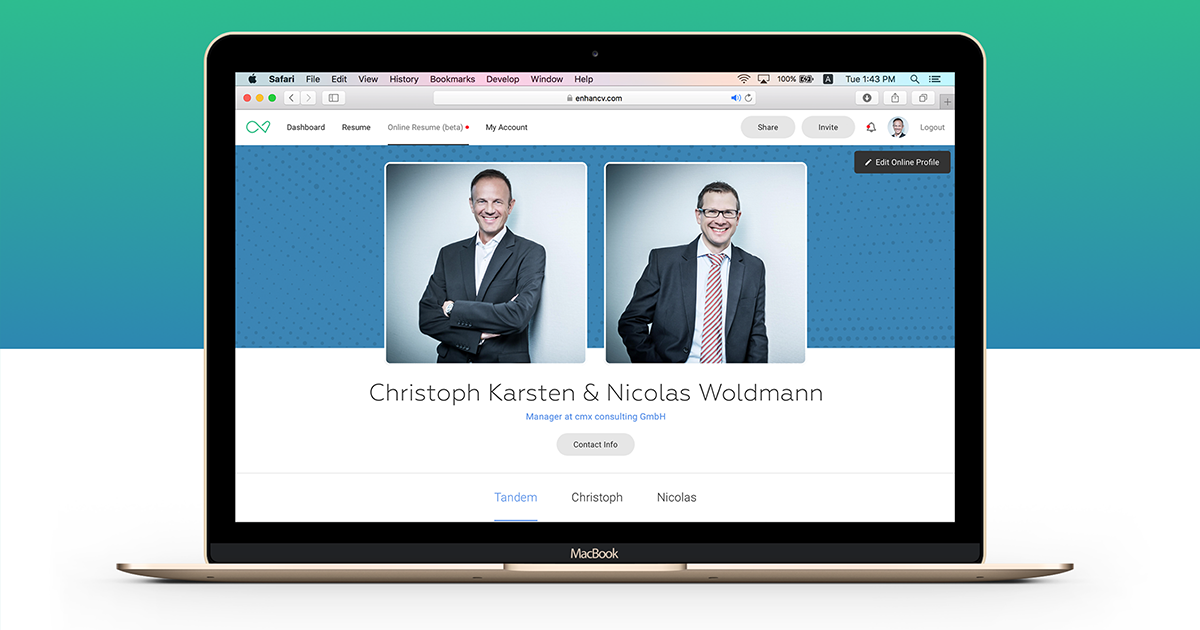 Safari File Edit View History Bookmarks Develop Window Help 100% A Tue 1:43 PM
enhancv.com
Dashboard Resume Online Resume (beta) My Account Share Invite Logout
Edit Online Profile
Christoph Karsten & Nicolas Woldmann
Manager at cmx consulting GmbH
Contact Info
Tandem Christoph Nicolas
MacBook